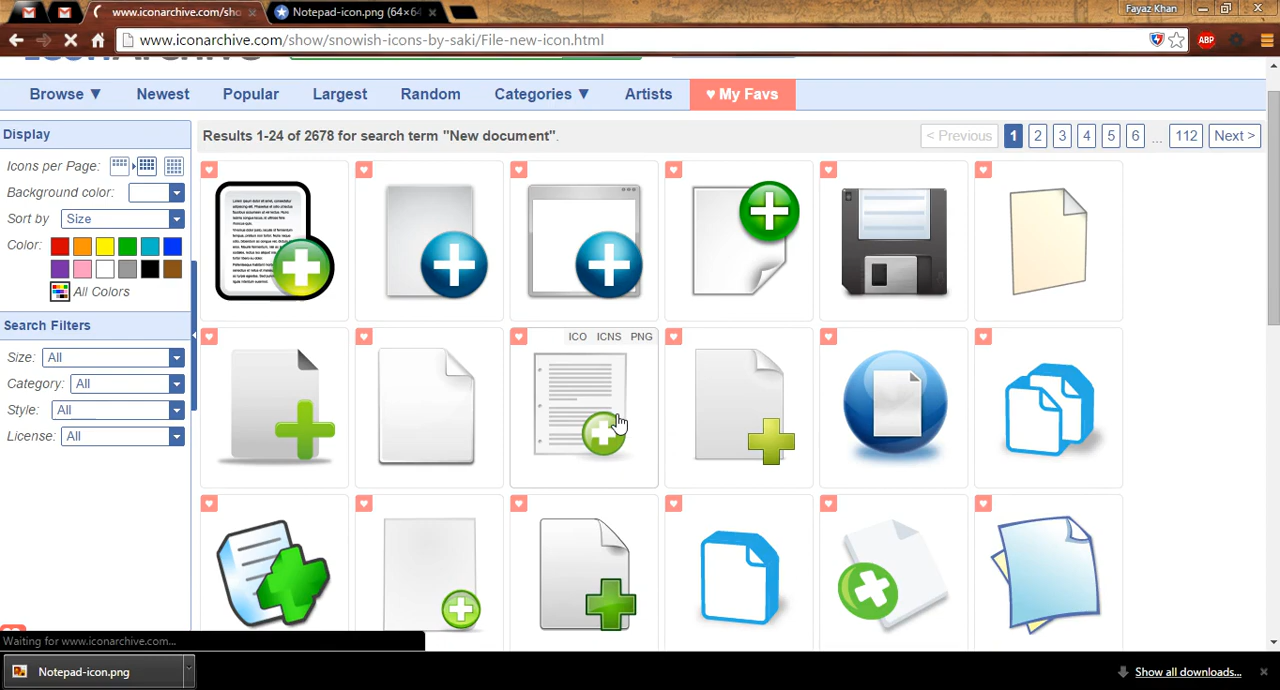 www.iconarchive.com/sho
Notepad-icon.png (64×64
Fayaz Khan
www.iconarchive.com/show/snowish-icons-by-saki/File-new-icon.html
ABP
Browse ▼
Newest
Popular
Largest
Random
Categories ▼
Artists
♥ My Favs
Display
Results 1-24 of 2678 for search term "New document".
< Previous
1
2
3
4
5
6
...
112
Next >
Icons per Page:
Background color:
Sort by
Size
Color:
All Colors
Search Filters
Size:
All
Category:
All
Style:
All
License:
All
ICO
ICNS
PNG
Waiting for www.iconarchive.com...
Notepad-icon.png
Show all downloads...